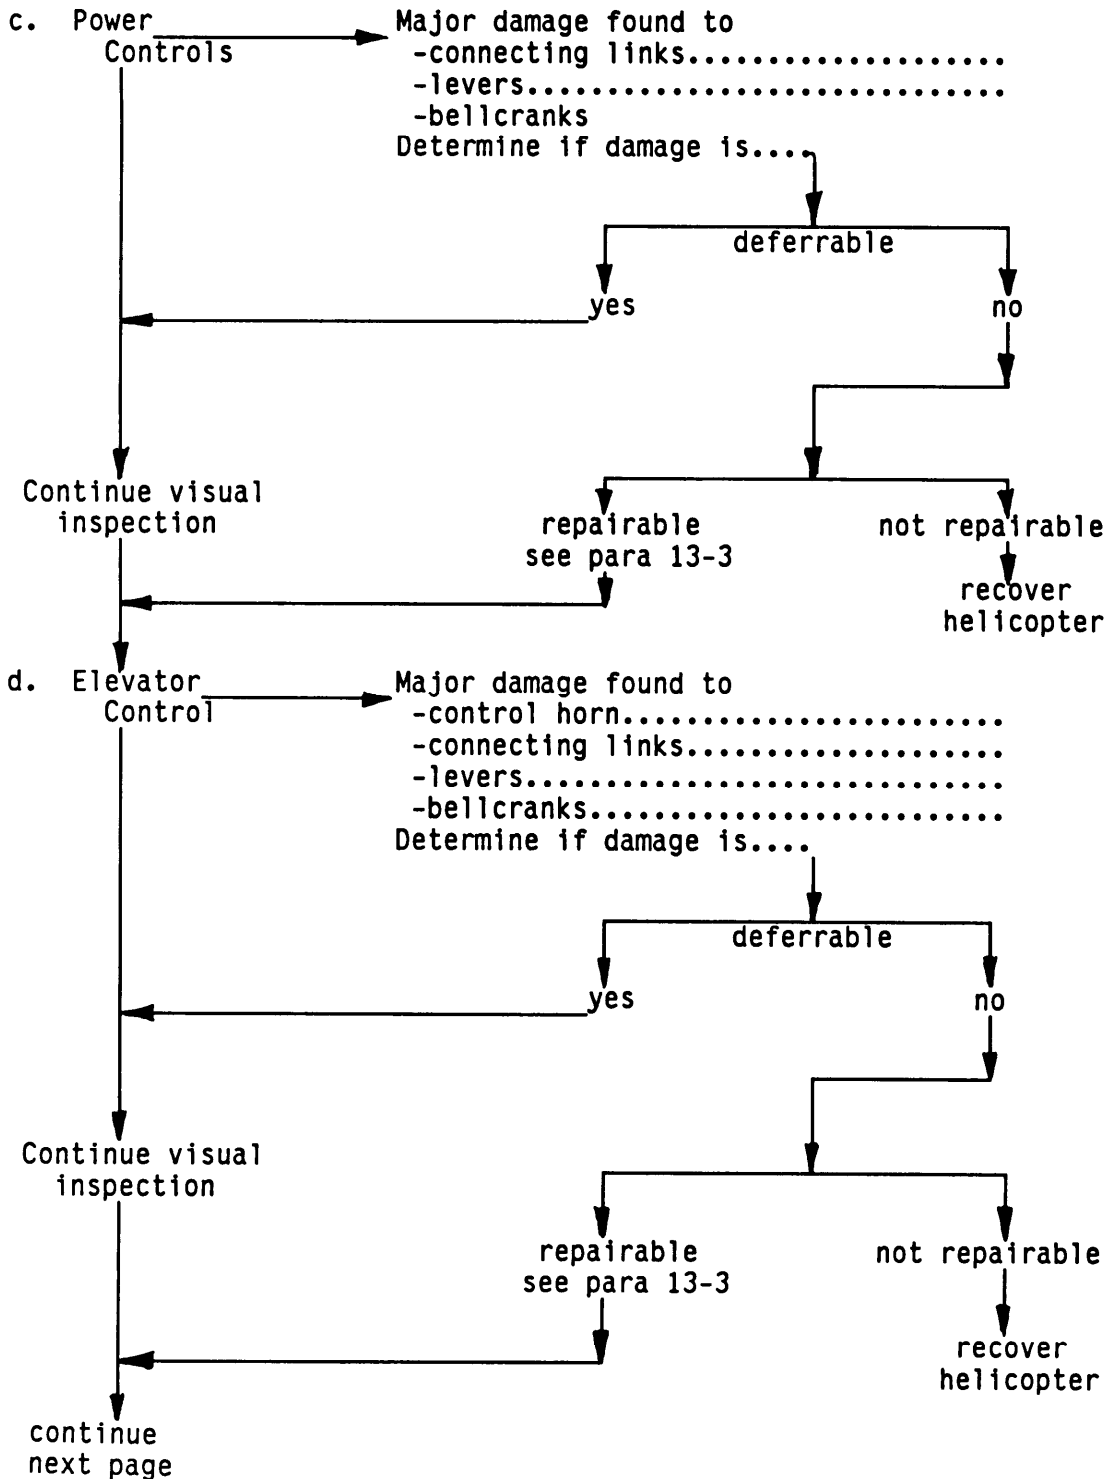 c. Power
Controls
Major damage found to
-connecting links....................
-levers..............................
-bellcranks
Determine if damage is....
deferrable
yes
no
Continue visual
inspection
repairable
see para 13-3
not repairable
recover
helicopter
d. Elevator
Control
Major damage found to
-control horn........................
-connecting links....................
-levers..............................
-bellcranks..........................
Determine if damage is....
deferrable
yes
no
Continue visual
inspection
repairable
see para 13-3
not repairable
recover
helicopter
continue
next page